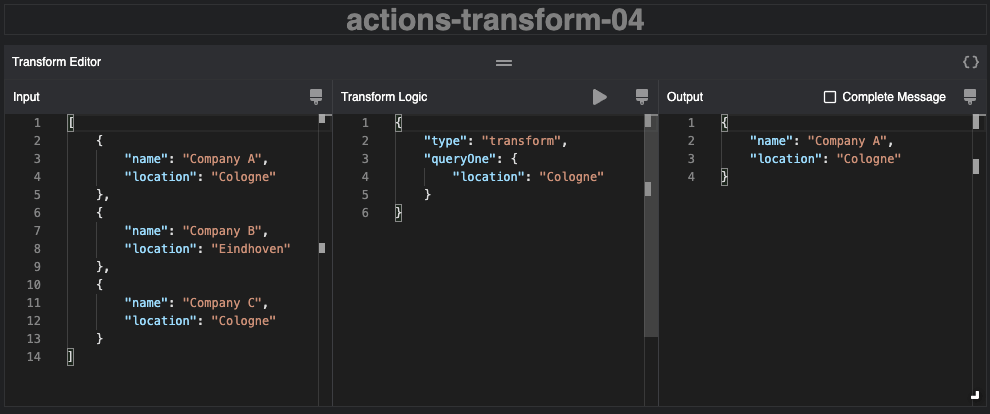 actions-transform-04
Transform Editor
Input
1 [
2 {
3 "name": "Company A",
4 "location": "Cologne"
5 },
6 {
7 "name": "Company B",
8 "location": "Eindhoven"
9 },
10 {
11 "name": "Company C",
12 "location": "Cologne"
13 }
14 ]
Transform Logic
1 {
2 "type": "transform",
3 "queryOne": {
4 "location": "Cologne"
5 }
6 }
Output
Complete Message
1 {
2 "name": "Company A",
3 "location": "Cologne"
4 }